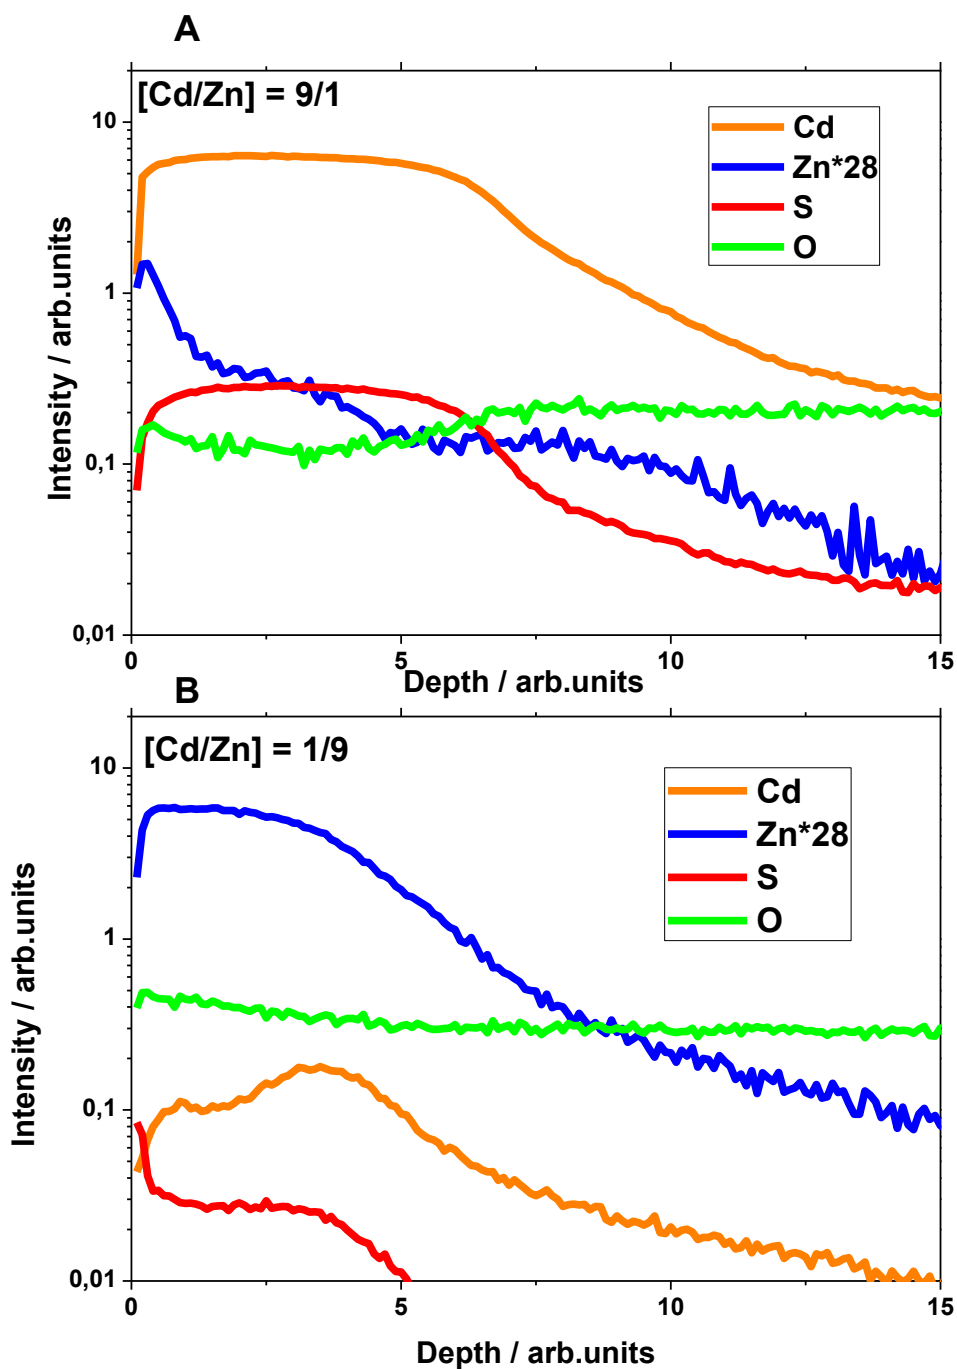 A
[Cd/Zn] = 9/1
Cd
Zn*28
S
O
10
1
0,1
0,01
Intensity / arb.units
0
5
10
15
Depth / arb.units
B
[Cd/Zn] = 1/9
Cd
Zn*28
S
O
10
1
0,1
0,01
Intensity / arb.units
0
5
10
15
Depth / arb.units